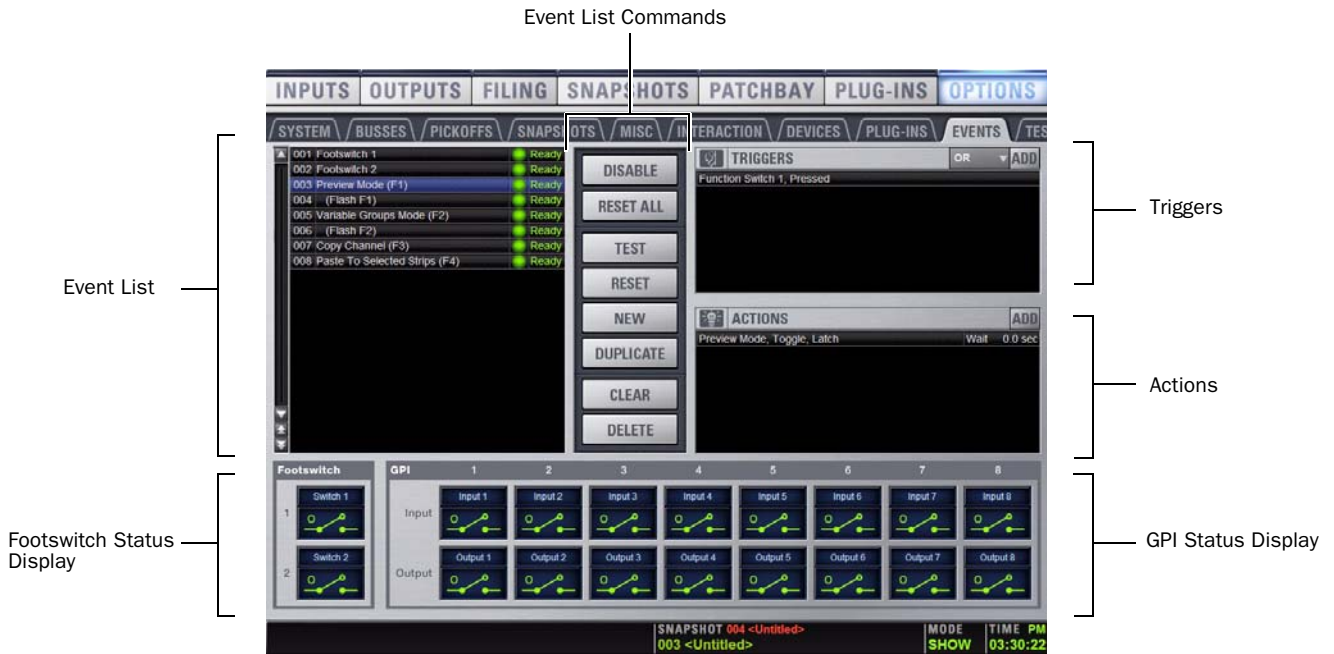 Event List Commands
INPUTS OUTPUTS FILING SNAPSHOTS PATCHBAY PLUG-INS OPTIONS
SYSTEM BUSSES PICKOFFS SNAPSHOTS MISC INTERACTION DEVICES PLUG-INS EVENTS TES
001 Footswitch 1 Ready
002 Footswitch 2 Ready
003 Preview Mode (F1) Ready
004 (Flash F1) Ready
005 Variable Groups Mode (F2) Ready
006 (Flash F2) Ready
007 Copy Channel (F3) Ready
008 Paste To Selected Strips (F4) Ready
Event List
DISABLE
RESET ALL
TEST
RESET
NEW
DUPLICATE
CLEAR
DELETE
TRIGGERS OR ADD
Function Switch 1, Pressed
Triggers
ACTIONS ADD
Preview Mode, Toggle, Latch Wait 0.0 sec
Actions
Footswitch
1 Switch 1
2 Switch 2
Footswitch Status
Display
GPI 1 2 3 4 5 6 7 8
Input Input 1 Input 2 Input 3 Input 4 Input 5 Input 6 Input 7 Input 8
Output Output 1 Output 2 Output 3 Output 4 Output 5 Output 6 Output 7 Output 8
GPI Status Display
SNAPSHOT 004 <Untitled> MODE TIME PM
003 <Untitled> SHOW 03:30:22